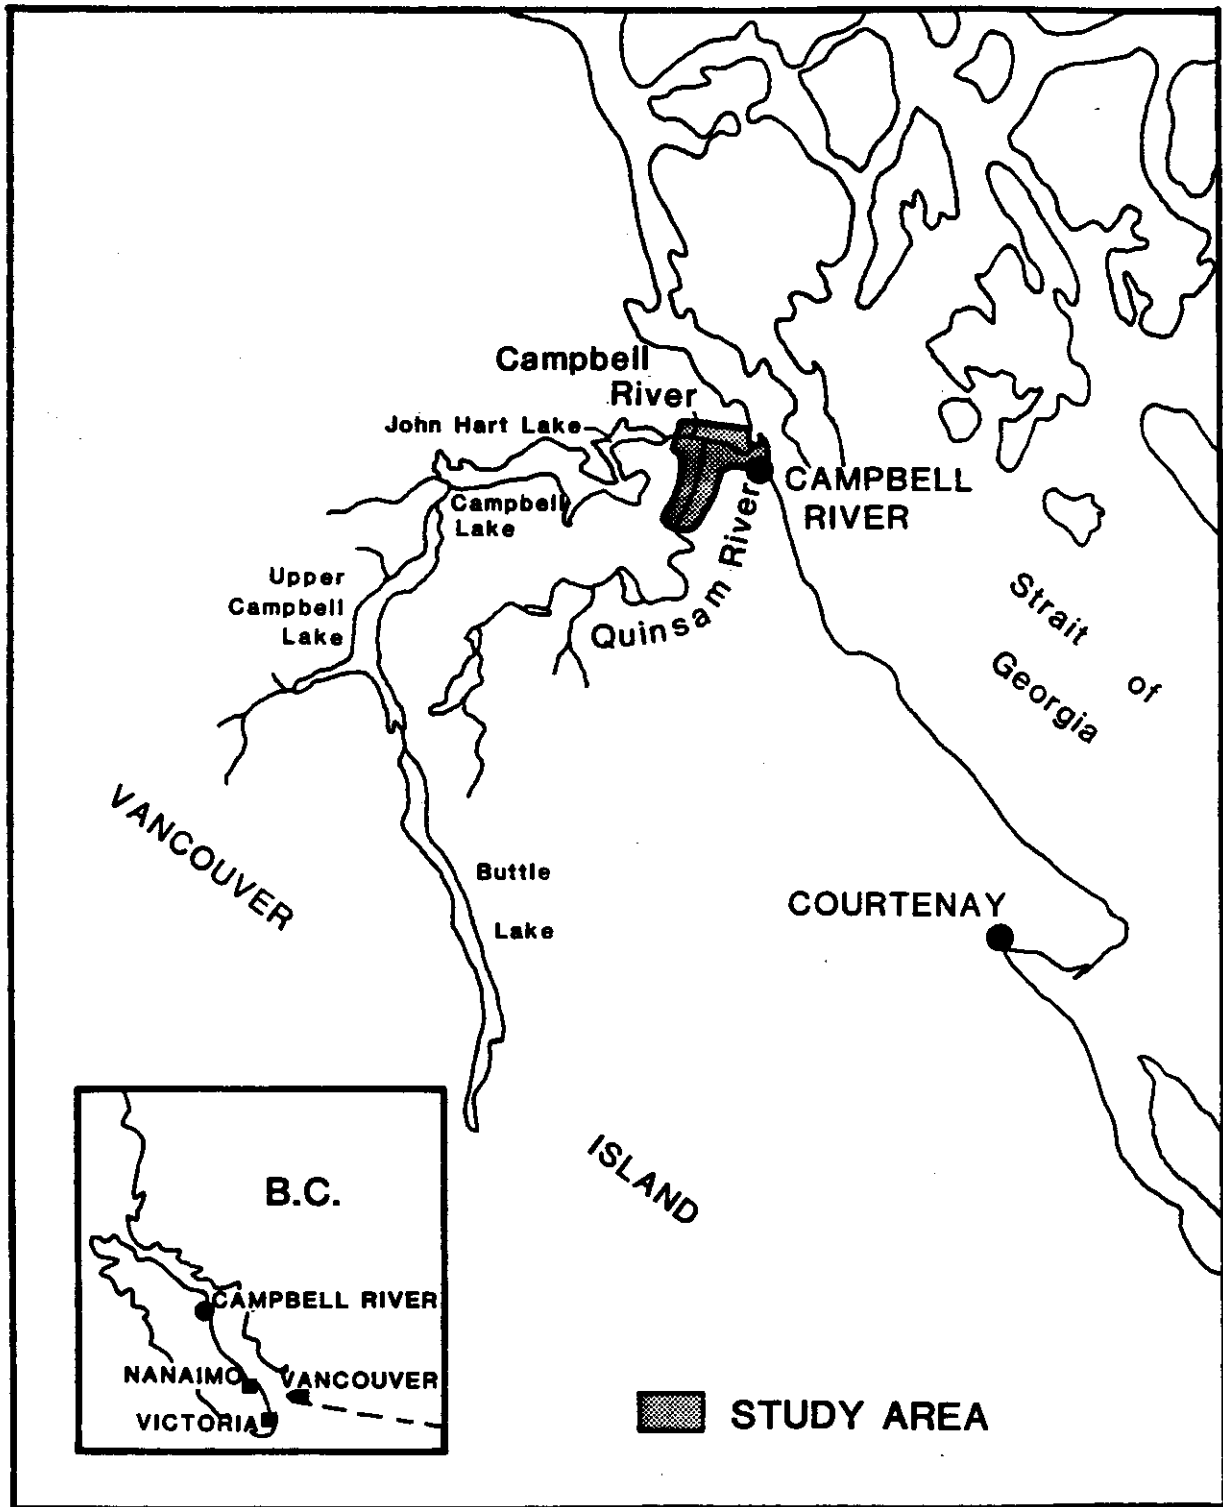 Campbell
River
John Hart Lake
CAMPBELL
RIVER
Campbell
Lake
Quinsam River
Upper
Campbell
Lake
Strait
of
Georgia
VANCOUVER
Buttle
Lake
COURTENAY
ISLAND
B.C.
CAMPBELL RIVER
NANAIMO
VANCOUVER
VICTORIA
STUDY AREA